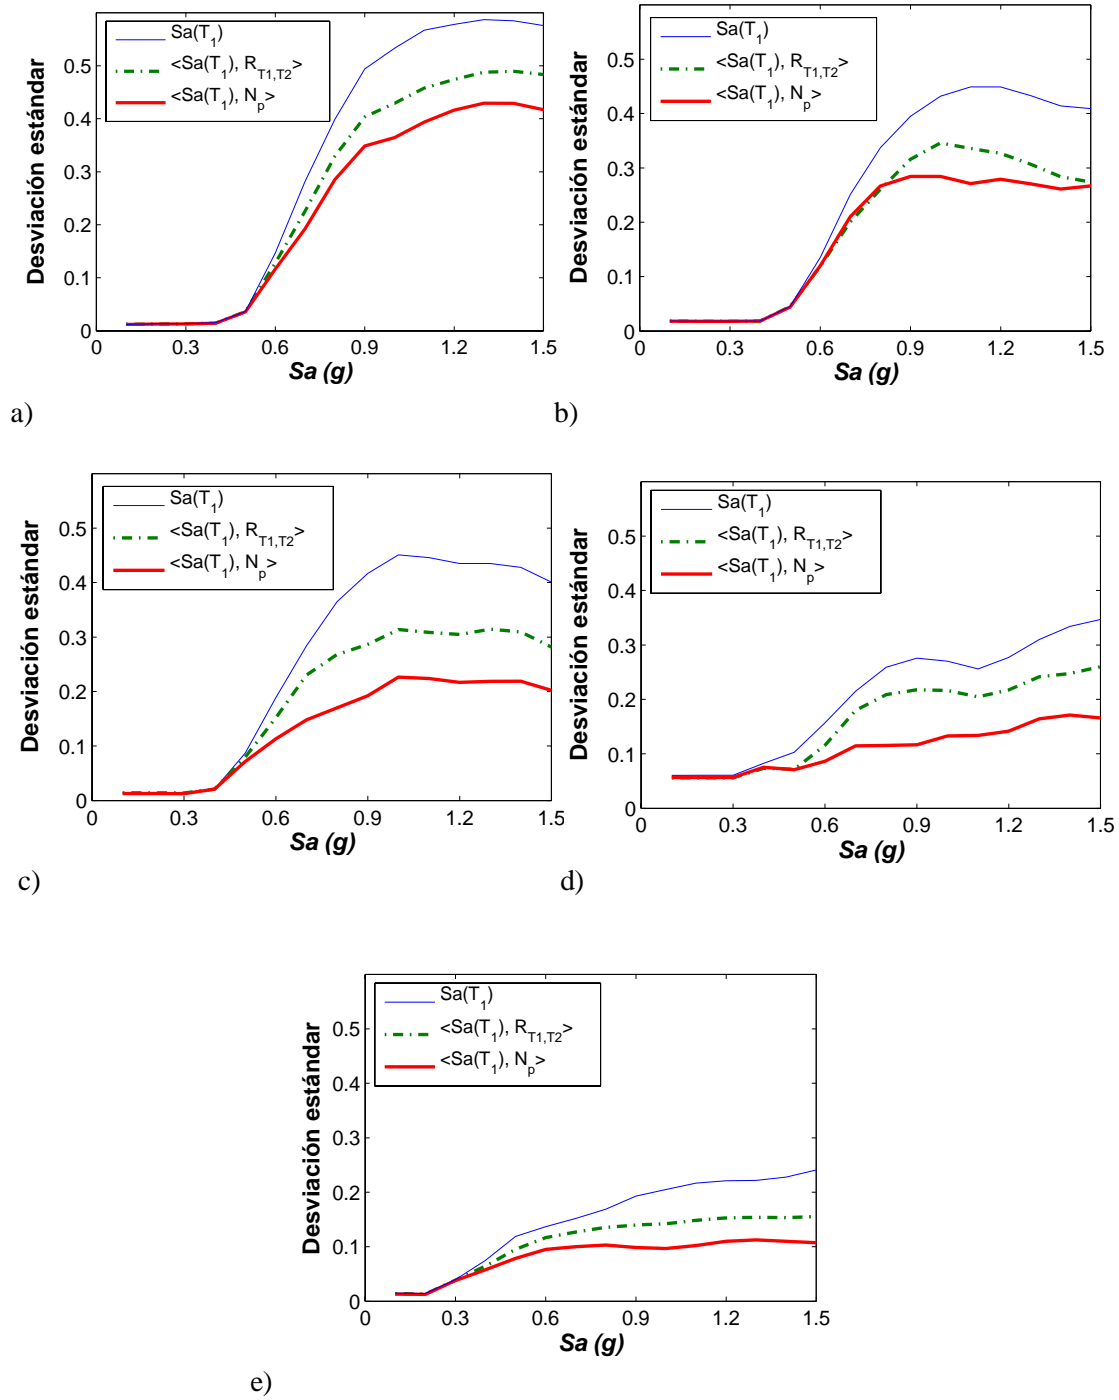 Sa(T1)
<Sa(T1), RT1,T2>
<Sa(T1), Np>
0.5
0.4
0.3
0.2
0.1
0
Desviación estándar
0 0.3 0.6 0.9 1.2 1.5
Sa (g)
a)
Sa(T1)
<Sa(T1), RT1,T2>
<Sa(T1), Np>
0.5
0.4
0.3
0.2
0.1
0
Desviación estándar
0 0.3 0.6 0.9 1.2 1.5
Sa (g)
b)
Sa(T1)
<Sa(T1), RT1,T2>
<Sa(T1), Np>
0.5
0.4
0.3
0.2
0.1
0
Desviación estándar
0 0.3 0.6 0.9 1.2 1.5
Sa (g)
c)
Sa(T1)
<Sa(T1), RT1,T2>
<Sa(T1), Np>
0.5
0.4
0.3
0.2
0.1
0
Desviación estándar
0 0.3 0.6 0.9 1.2 1.5
Sa (g)
d)
Sa(T1)
<Sa(T1), RT1,T2>
<Sa(T1), Np>
0.5
0.4
0.3
0.2
0.1
0
Desviación estándar
0 0.3 0.6 0.9 1.2 1.5
Sa (g)
e)